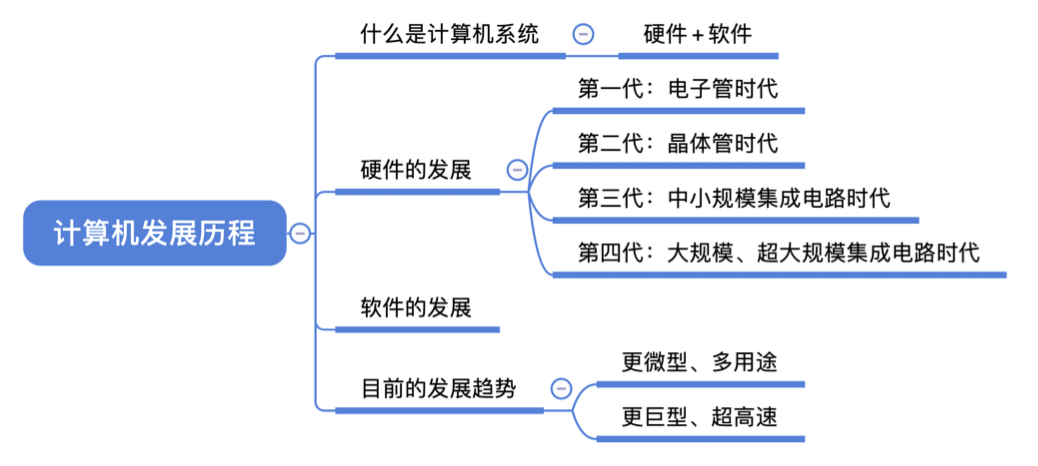 计算机发展历程
什么是计算机系统
硬件+软件
硬件的发展
第一代：电子管时代
第二代：晶体管时代
第三代：中小规模集成电路时代
第四代：大规模、超大规模集成电路时代
软件的发展
目前的发展趋势
更微型、多用途
更巨型、超高速